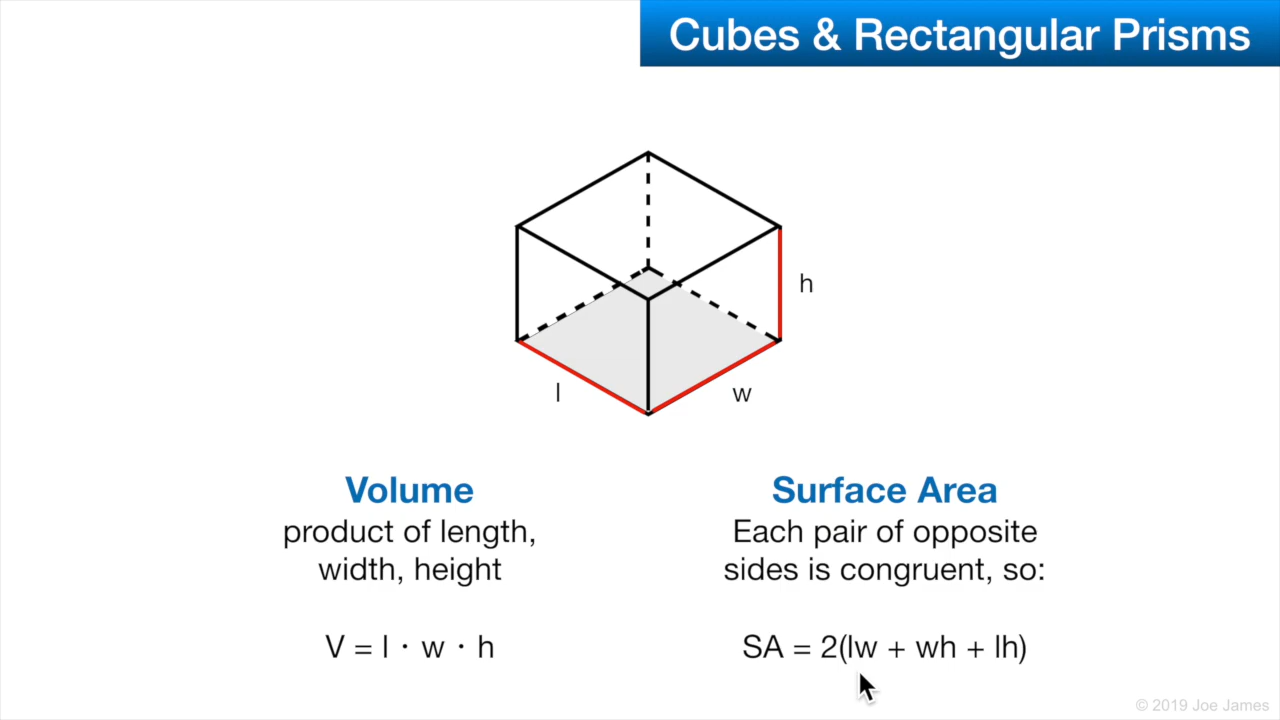 Cubes & Rectangular Prisms
h
l
w
Volume
product of length,
width, height
V = l · w · h
Surface Area
Each pair of opposite
sides is congruent, so:
SA = 2(lw + wh + lh)
© 2019 Joe James